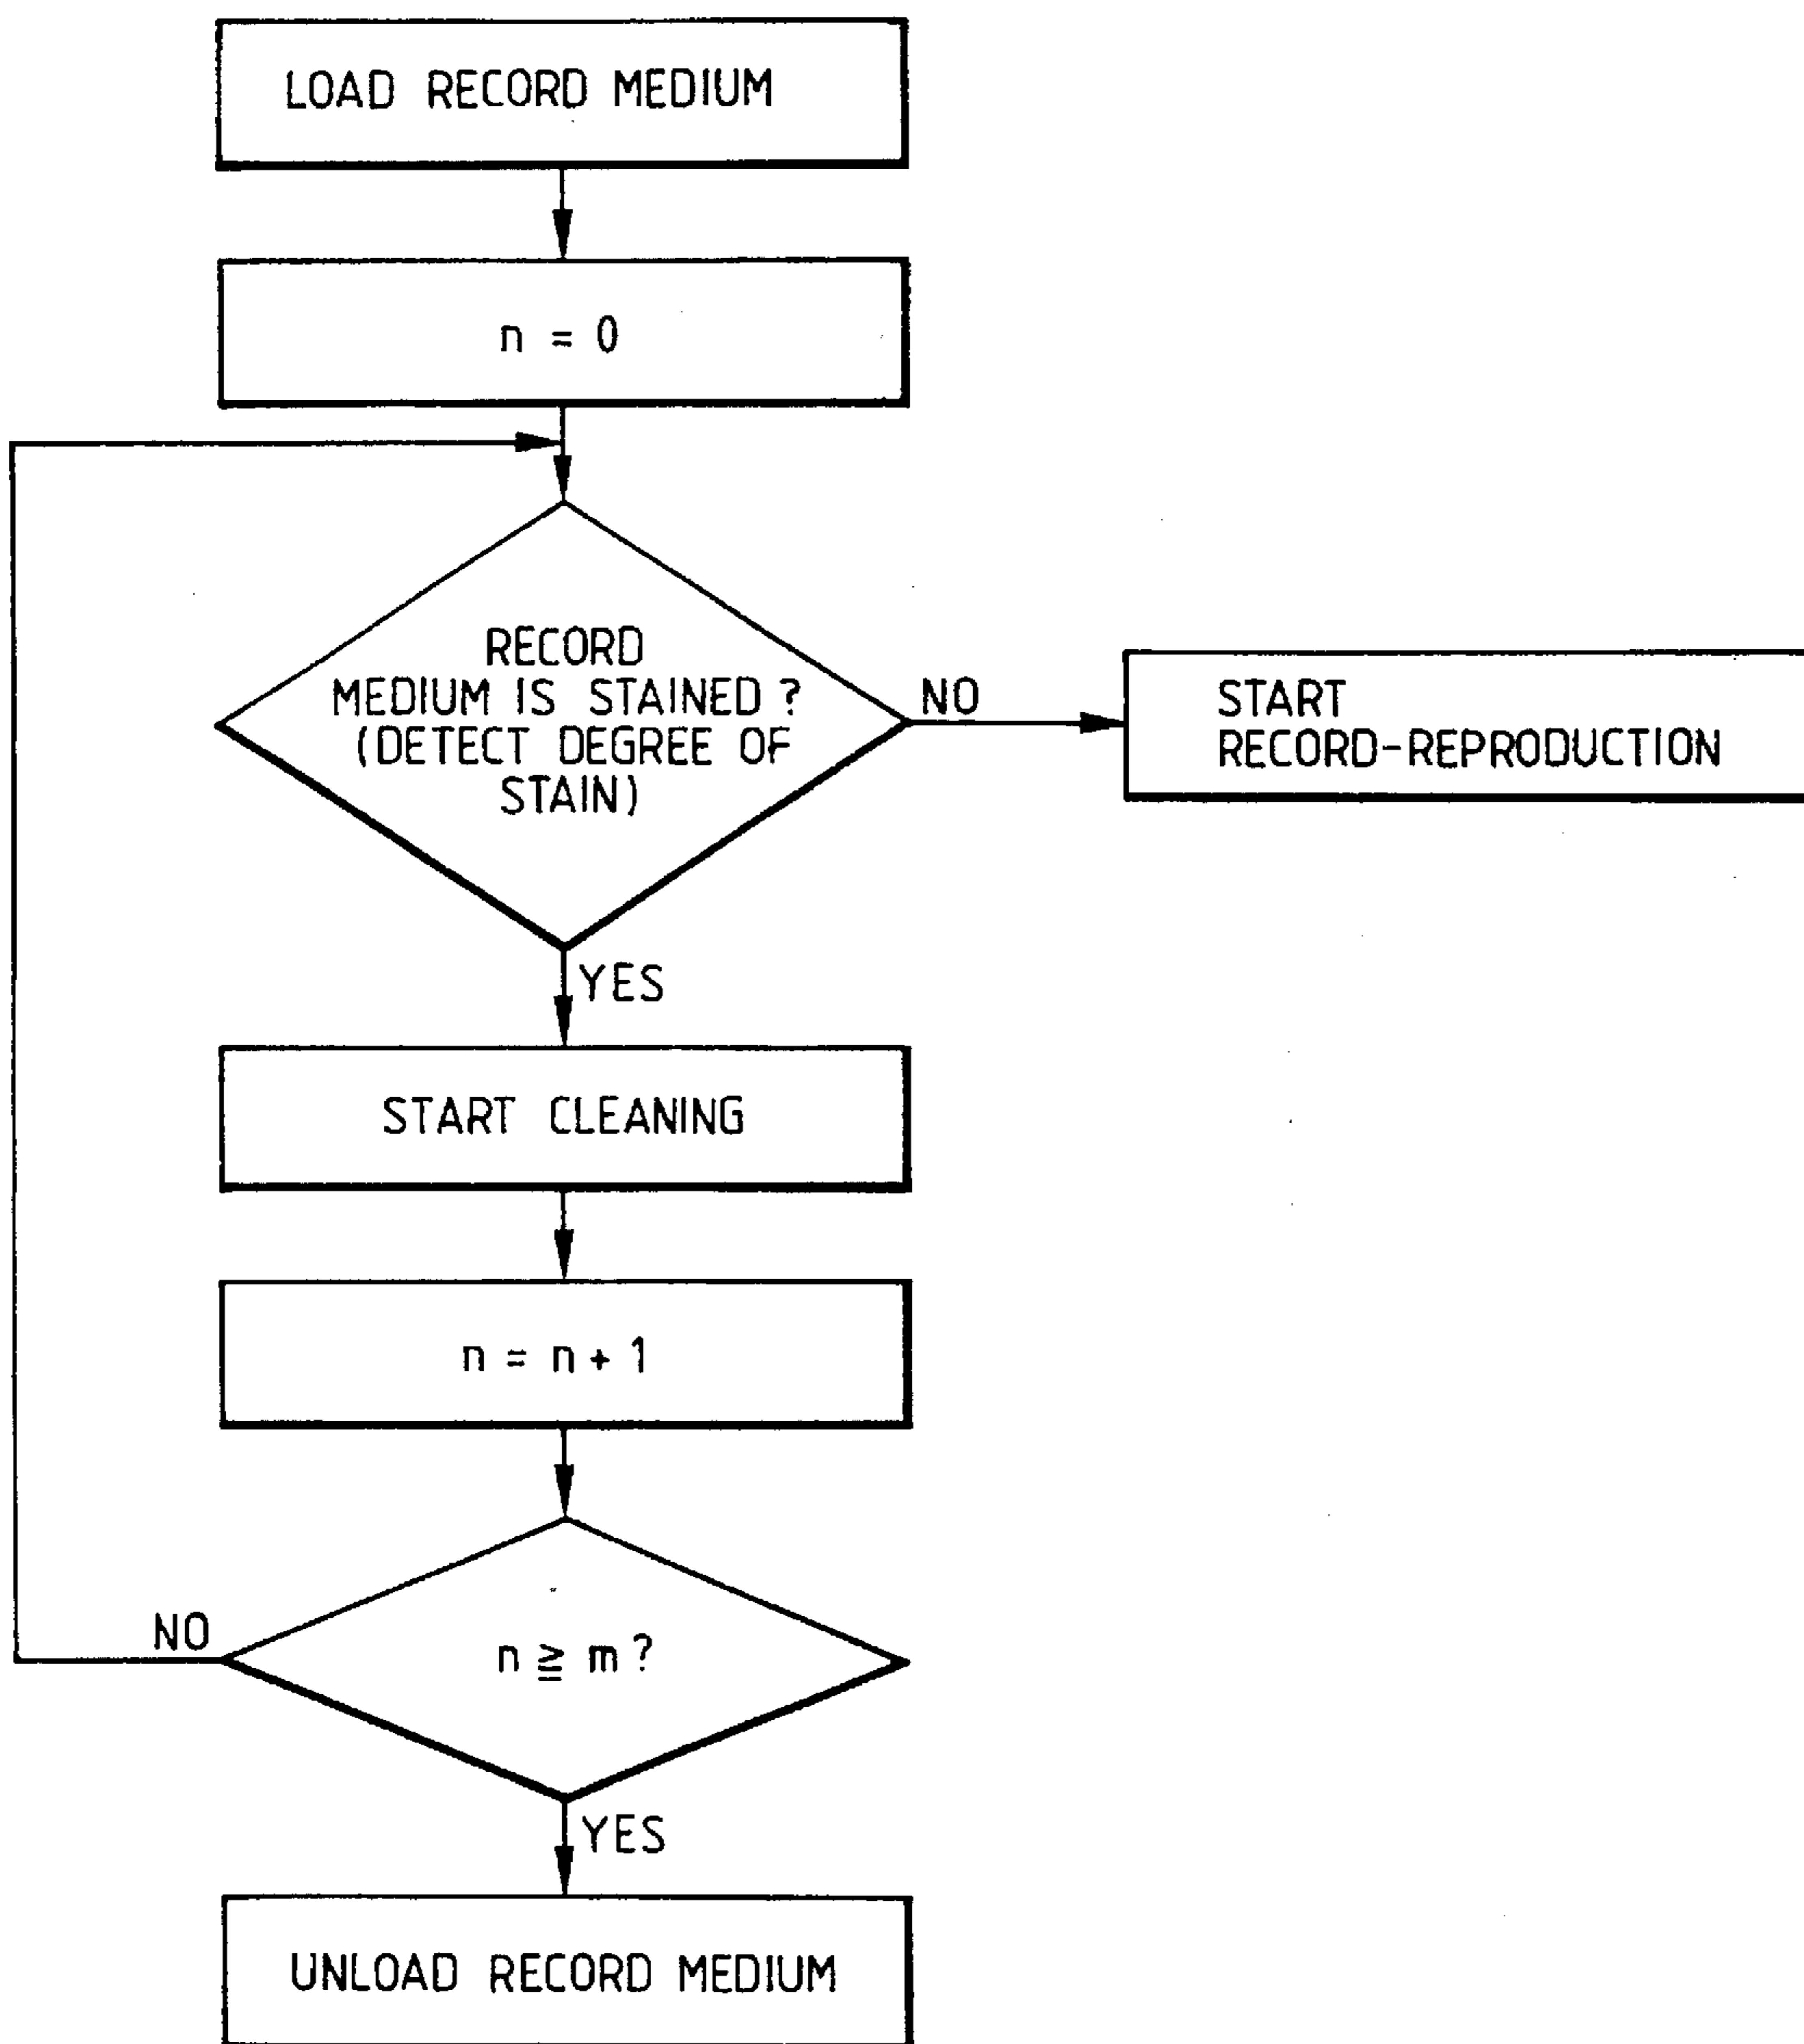 LOAD RECORD MEDIUM
n = 0
RECORD
MEDIUM IS STAINED ?
(DETECT DEGREE OF
STAIN)
NO
START
RECORD-REPRODUCTION
YES
START CLEANING
n = n + 1
NO
n ≧ m ?
YES
UNLOAD RECORD MEDIUM